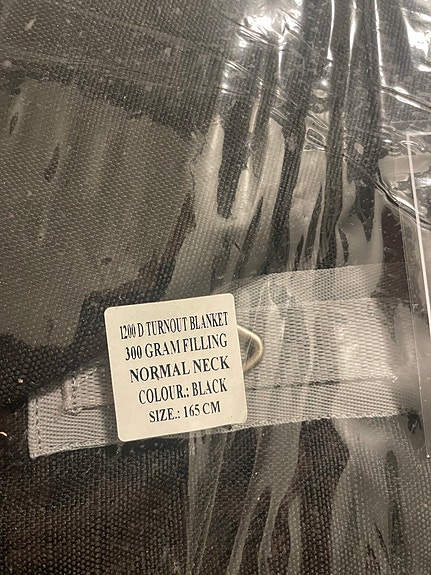 1200 D TURNOUT BLANKET
300 GRAM FILLING
NORMAL NECK
COLOUR.: BLACK
SIZE.: 165 CM